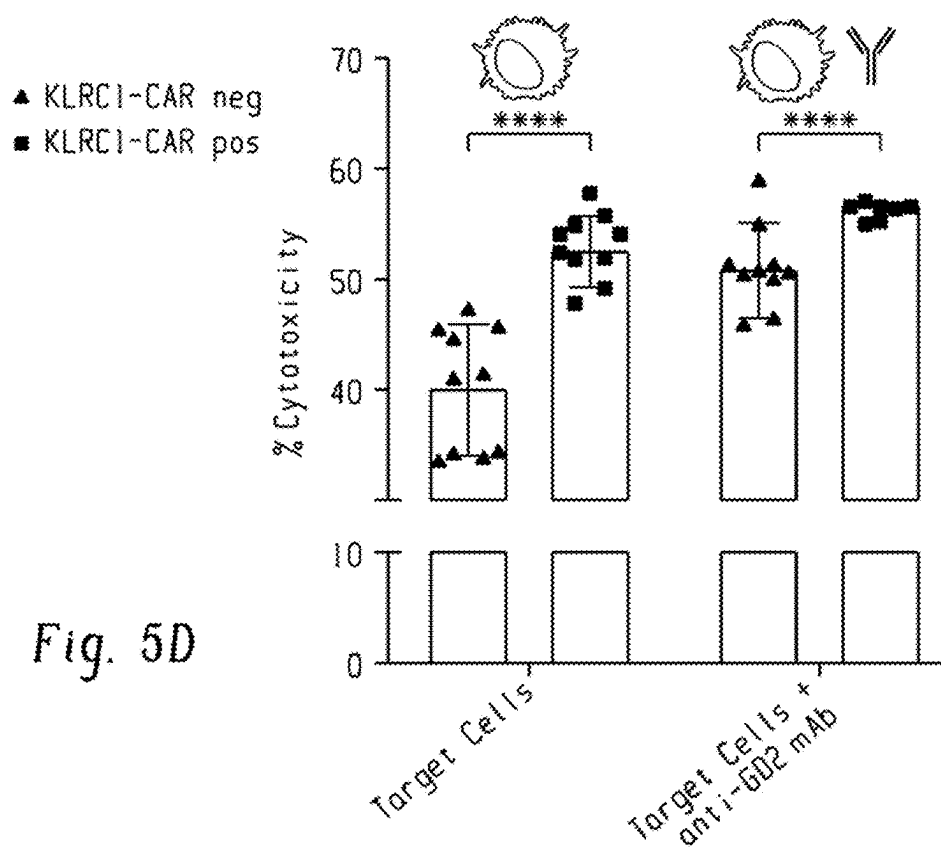 ▲ KLRC1-CAR neg
■ KLRC1-CAR pos
% Cytotoxicity
70
60
50
40
10
0
****
****
Target Cells
Target Cells +
anti-GD2 mAb
Fig. 5D